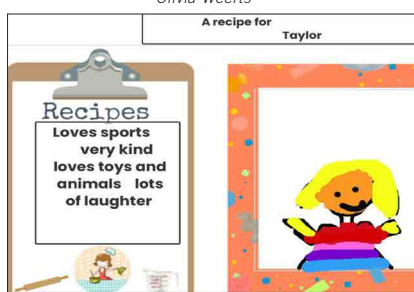 Olivia Weerts
A recipe for
Taylor
Recipes
Loves sports
very kind
loves toys and
animals lots
of laughter